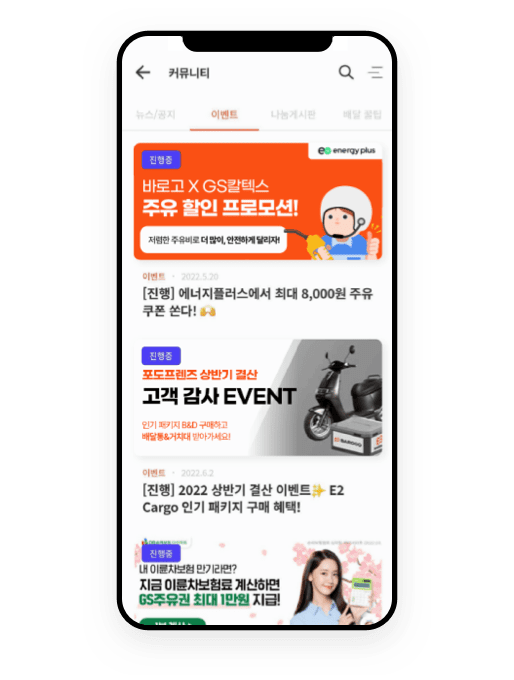 커뮤니티
뉴스/공지 이벤트 나눔게시판 배달 꿀팁
진행중
energy plus
바로고 X GS칼텍스
주유 할인 프로모션!
저렴한 주유비로 더 많이, 안전하게 달리자!
이벤트 · 2022.5.20
[진행] 에너지플러스에서 최대 8,000원 주유
쿠폰 쏜다! 🙌
진행중
포도프렌즈 상반기 결산
고객 감사 EVENT
인기 패키지 B&D 구매하고
배달통&거치대 받아가세요!
BAROGO
이벤트 · 2022.6.2
[진행] 2022 상반기 결산 이벤트✨ E2
Cargo 인기 패키지 구매 혜택!
진행중
내 이륜차보험 만기라면?
지금 이륜차보험료 계산하면
GS주유권 최대 1만원 지급!